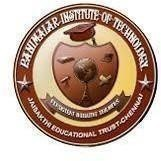 PANIMALAR INSTITUTE OF TECHNOLOGY
JAISAKTHI EDUCATIONAL TRUST-CHENNAI